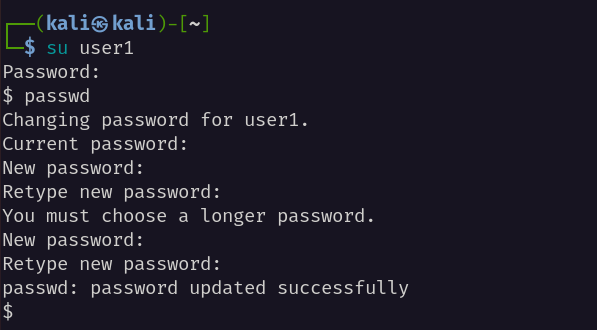 ┌──(kali㉿kali)-[~]
└─$ su user1
Password:
$ passwd
Changing password for user1.
Current password:
New password:
Retype new password:
You must choose a longer password.
New password:
Retype new password:
passwd: password updated successfully
$